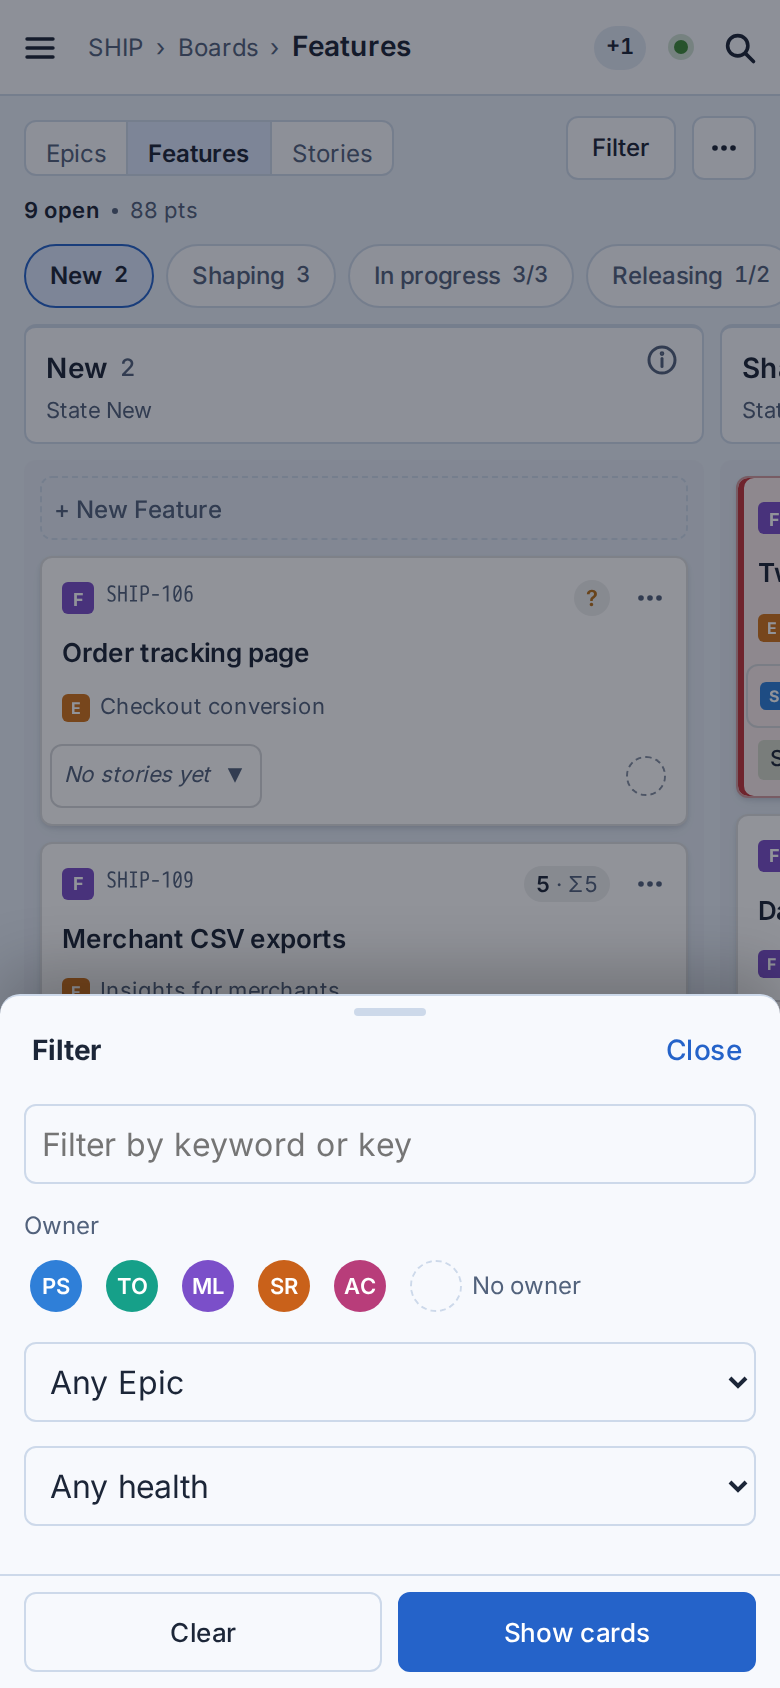 SHIP › Boards › Features +1
Epics Features Stories Filter •••
9 open • 88 pts
New 2 Shaping 3 In progress 3/3 Releasing 1/2
New 2
State New
+ New Feature
F SHIP-106 ? •••
Order tracking page
E Checkout conversion
No stories yet ▼
F SHIP-109 5 · Σ5 •••
Merchant CSV exports
E Insights for merchants
F
E
S
F
F
Filter Close
Filter by keyword or key
Owner
PS TO ML SR AC No owner
Any Epic
Any health
Clear Show cards